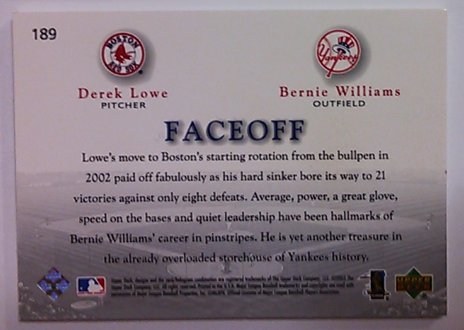 189
BOSTON
RED SOX
Yankees
Derek Lowe
PITCHER
Bernie Williams
OUTFIELD
FACEOFF
Lowe's move to Boston's starting rotation from the bullpen in
2002 paid off fabulously as his hard sinker bore its way to 21
victories against only eight defeats. Average, power, a great glove,
speed on the bases and quiet leadership have been hallmarks of
Bernie Williams' career in pinstripes. He is yet another treasure in
the already overloaded storehouse of Yankees history.
UPPER